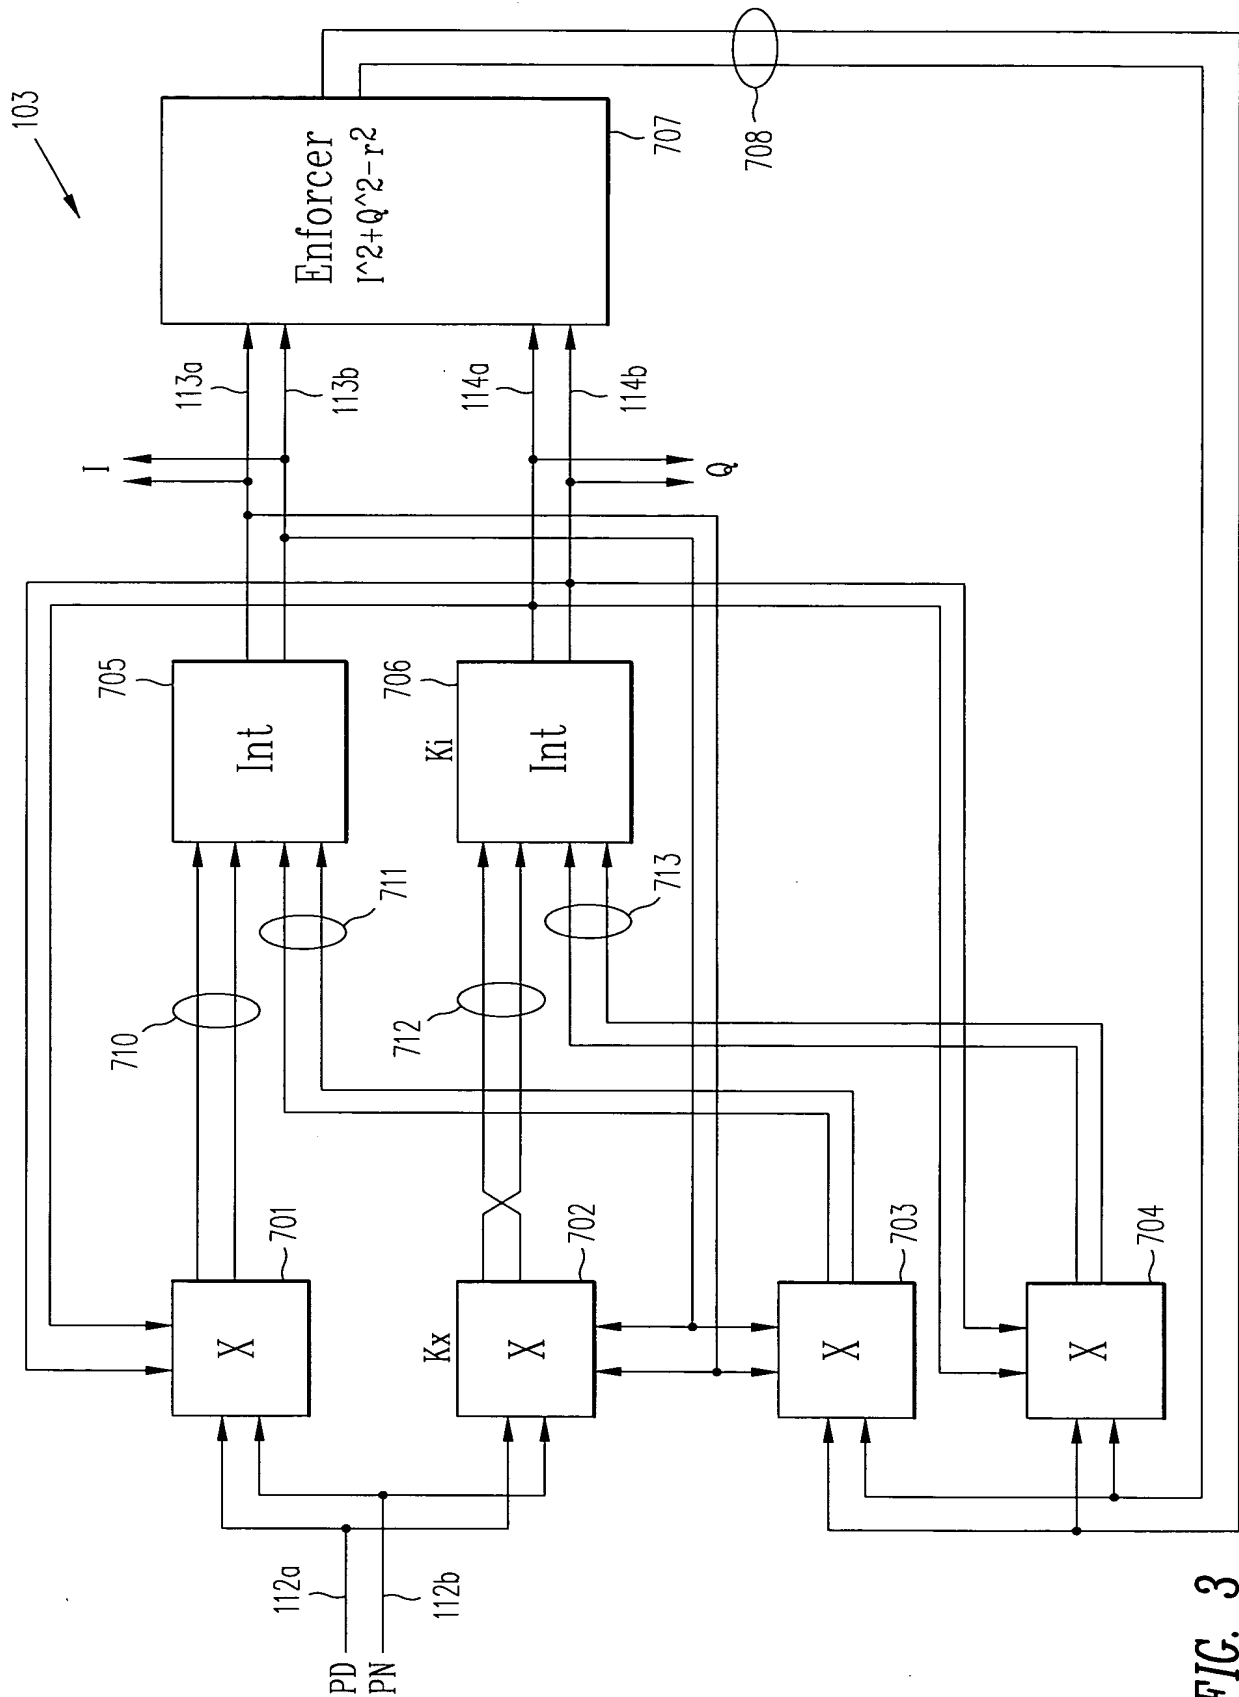 103
Enforcer
I^2+Q^2-r^2
707
708
113a
113b
114a
114b
I
Q
705
Int
706
Ki
Int
710
711
712
713
701
X
702
Kx
X
703
X
704
X
112a
112b
PD
PN
FIG. 3